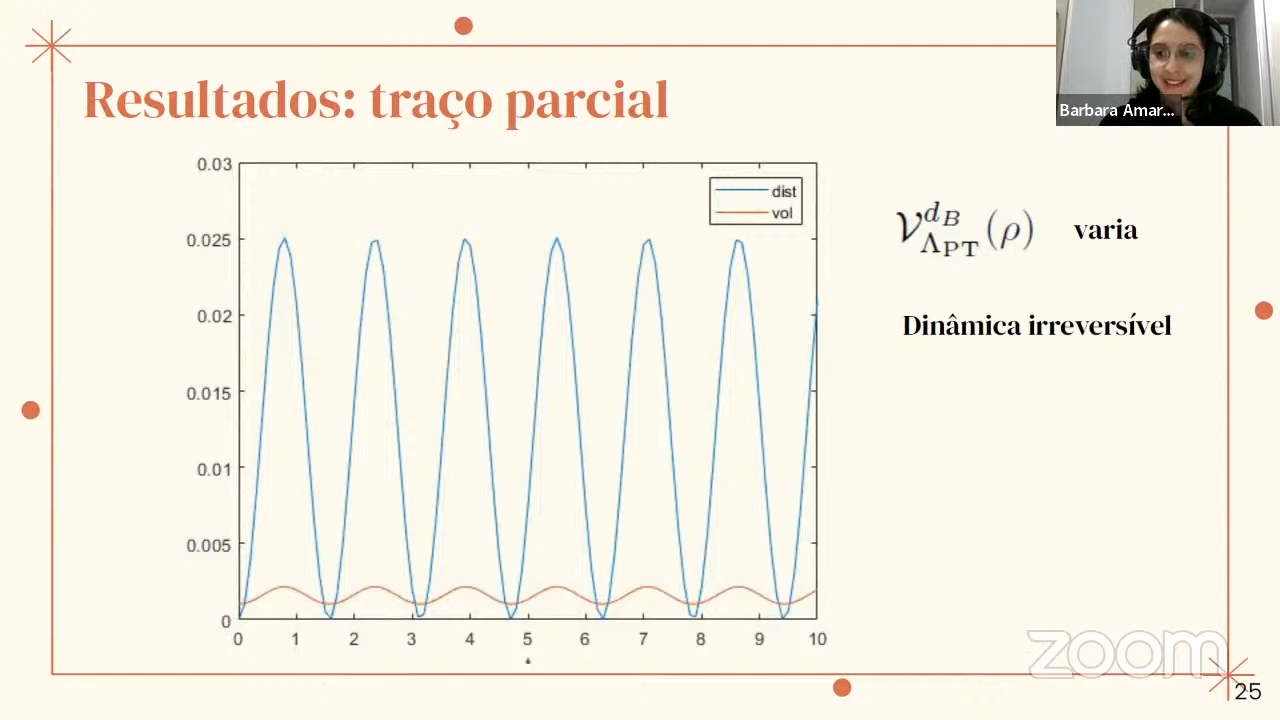 Resultados: traço parcial
Barbara Amar...
0.03
0.025
0.02
0.015
0.01
0.005
0
dist
vol
0 1 2 3 4 5 6 7 8 9 10
𝒱^{d_B}_{Λ_PT}(ρ) varia
Dinâmica irreversível
zoom
25